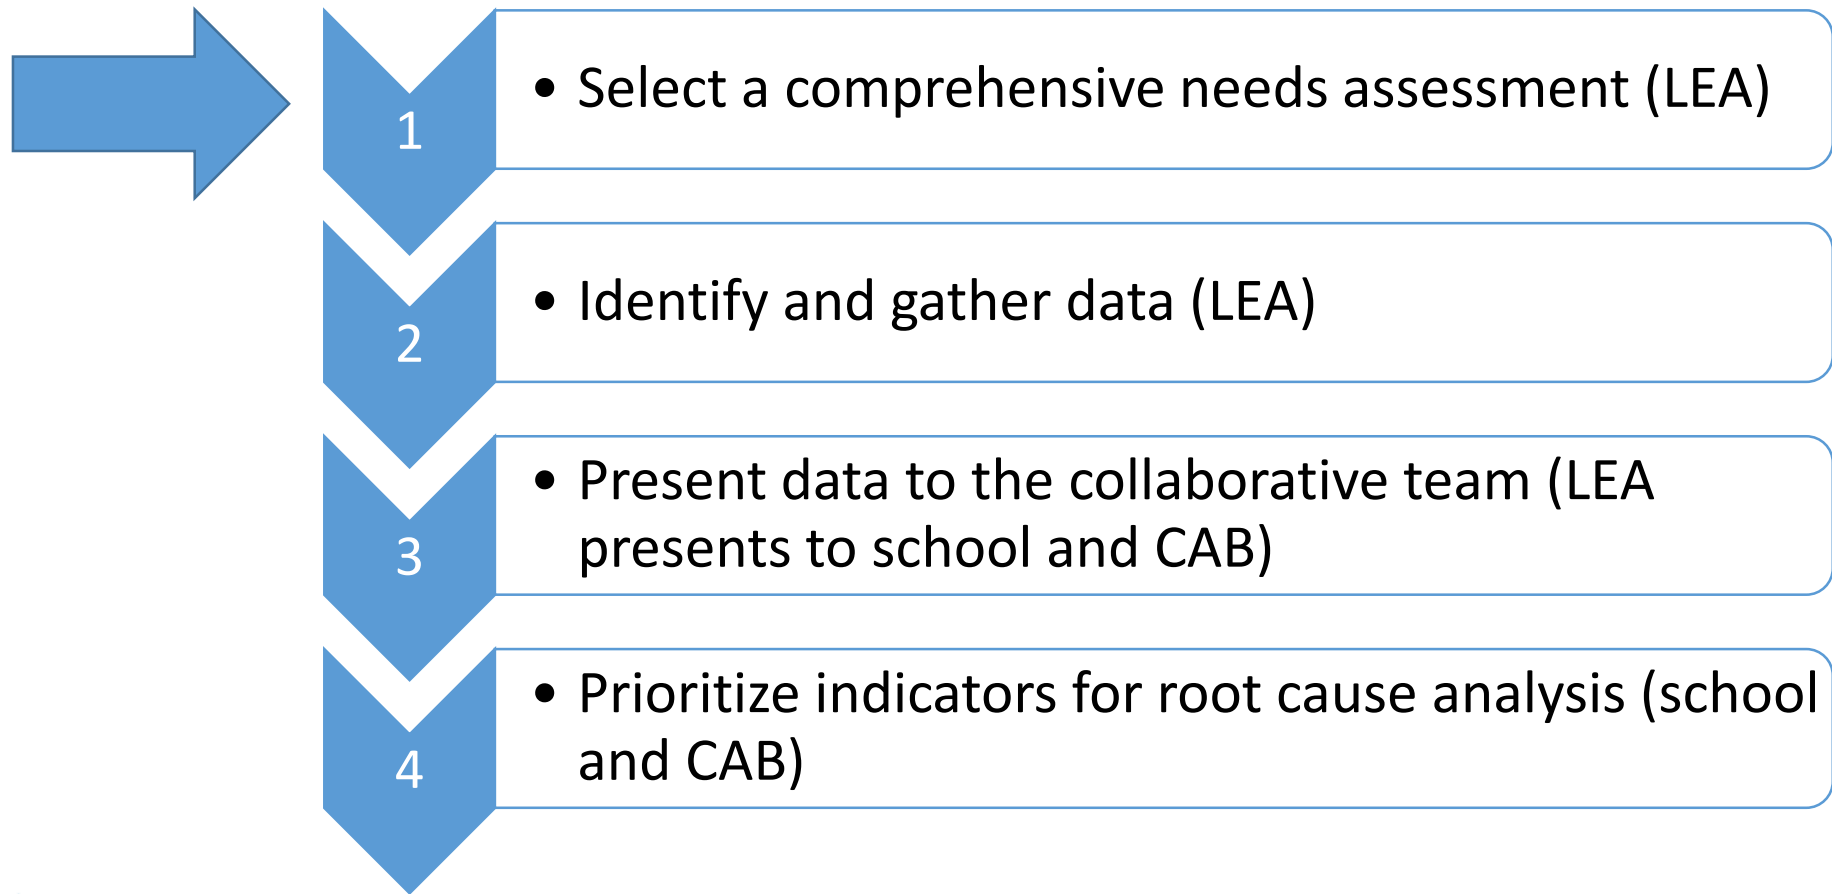 1
• Select a comprehensive needs assessment (LEA)
2
• Identify and gather data (LEA)
3
• Present data to the collaborative team (LEA
presents to school and CAB)
4
• Prioritize indicators for root cause analysis (school
and CAB)